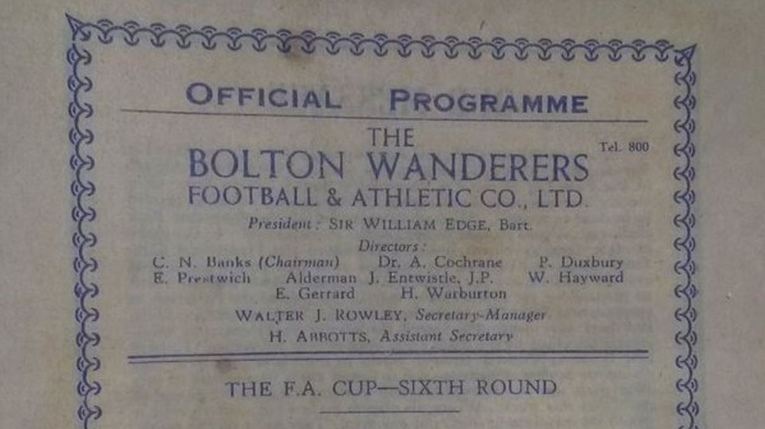 OFFICIAL PROGRAMME
THE
Tel. 800
BOLTON WANDERERS
FOOTBALL & ATHLETIC CO., LTD.
President: SIR WILLIAM EDGE, Bart.
Directors:
C. N. Banks (Chairman) Dr. A. Cochrane P. Duxbury
E. Prestwich Alderman J. Entwistle, J.P. W. Hayward
E. Gerrard H. Warburton
WALTER J. ROWLEY, Secretary-Manager
H. ABBOTTS, Assistant Secretary
THE F.A. CUP—SIXTH ROUND